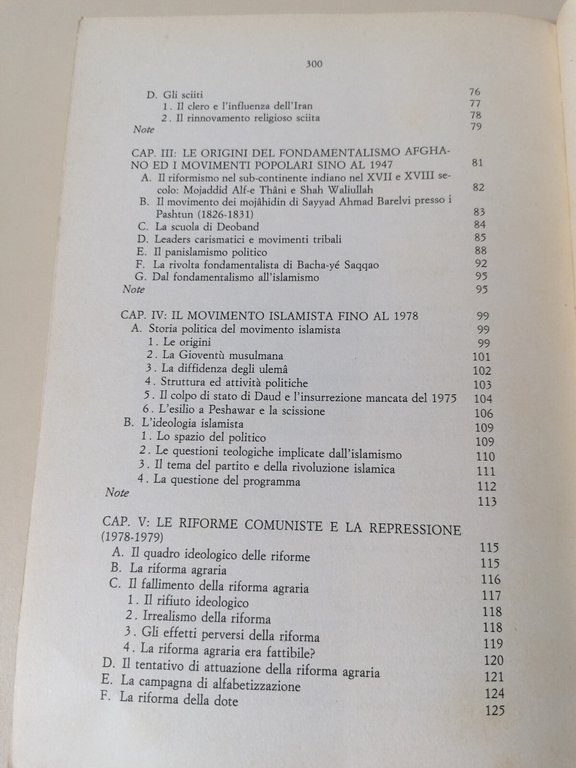 300
D. Gli sciiti 76
1. Il clero e l'influenza dell'Iran 77
2. Il rinnovamento religioso sciita 78
Note 79
CAP. III: LE ORIGINI DEL FONDAMENTALISMO AFGHA-
NO ED I MOVIMENTI POPOLARI SINO AL 1947 81
A. Il riformismo nel sub-continente indiano nel XVII e XVIII se-
colo: Mojaddid Alf-e Thâni e Shah Waliullah 82
B. Il movimento dei mojâhidin di Sayyad Ahmad Barelvi presso i
Pashtun (1826-1831) 83
C. La scuola di Deoband 84
D. Leaders carismatici e movimenti tribali 85
E. Il panislamismo politico 88
F. La rivolta fondamentalista di Bacha-yé Saqqao 92
G. Dal fondamentalismo all'islamismo 95
Note 95
CAP. IV: IL MOVIMENTO ISLAMISTA FINO AL 1978 99
A. Storia politica del movimento islamista 99
1. Le origini 99
2. La Gioventù musulmana 101
3. La diffidenza degli ulemâ 102
4. Struttura ed attività politiche 103
5. Il colpo di stato di Daud e l'insurrezione mancata del 1975 104
6. L'esilio a Peshawar e la scissione 106
B. L'ideologia islamista 109
1. Lo spazio del politico 109
2. Le questioni teologiche implicate dall'islamismo 110
3. Il tema del partito e della rivoluzione islamica 111
4. La questione del programma 112
Note 113
CAP. V: LE RIFORME COMUNISTE E LA REPRESSIONE
(1978-1979) 115
A. Il quadro ideologico delle riforme 115
B. La riforma agraria 116
C. Il fallimento della riforma agraria 117
1. Il rifiuto ideologico 118
2. Irrealismo della riforma 118
3. Gli effetti perversi della riforma 119
4. La riforma agraria era fattibile? 120
D. Il tentativo di attuazione della riforma agraria 121
E. La campagna di alfabetizzazione 124
F. La riforma della dote 125